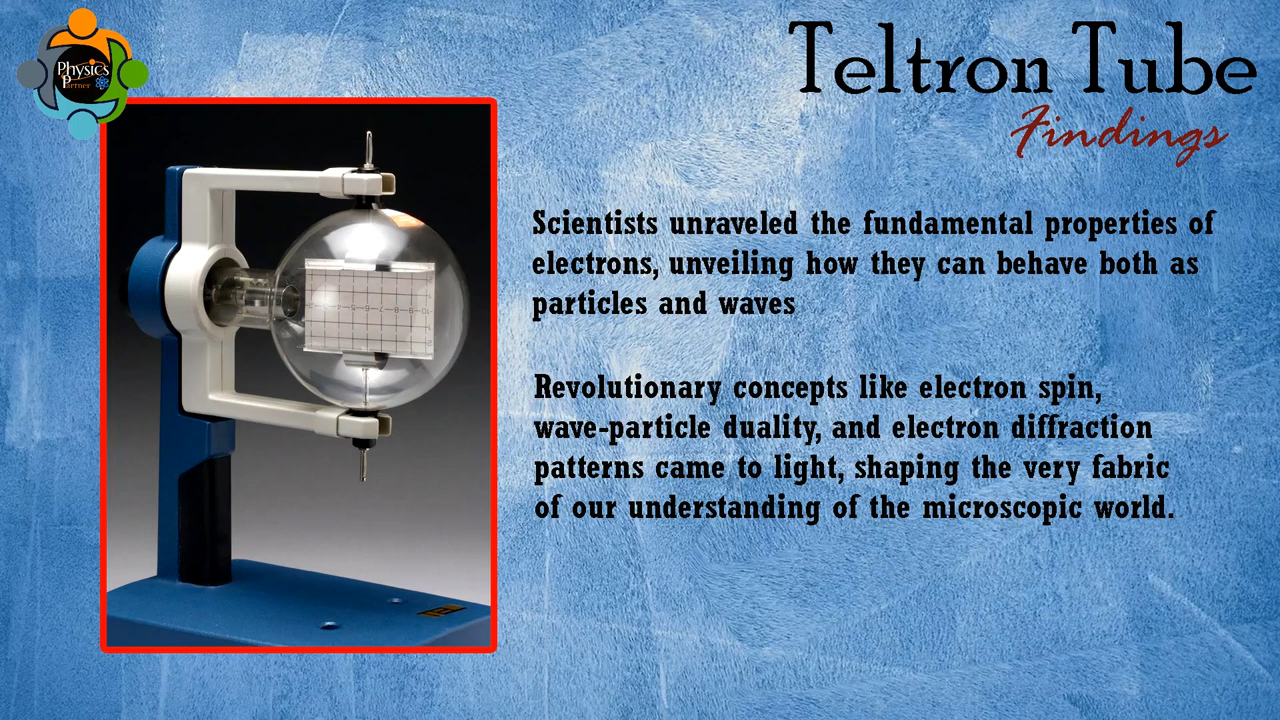 Physics
Partner
Teltron Tube
Findings
Scientists unraveled the fundamental properties of
electrons, unveiling how they can behave both as
particles and waves
Revolutionary concepts like electron spin,
wave-particle duality, and electron diffraction
patterns came to light, shaping the very fabric
of our understanding of the microscopic world.